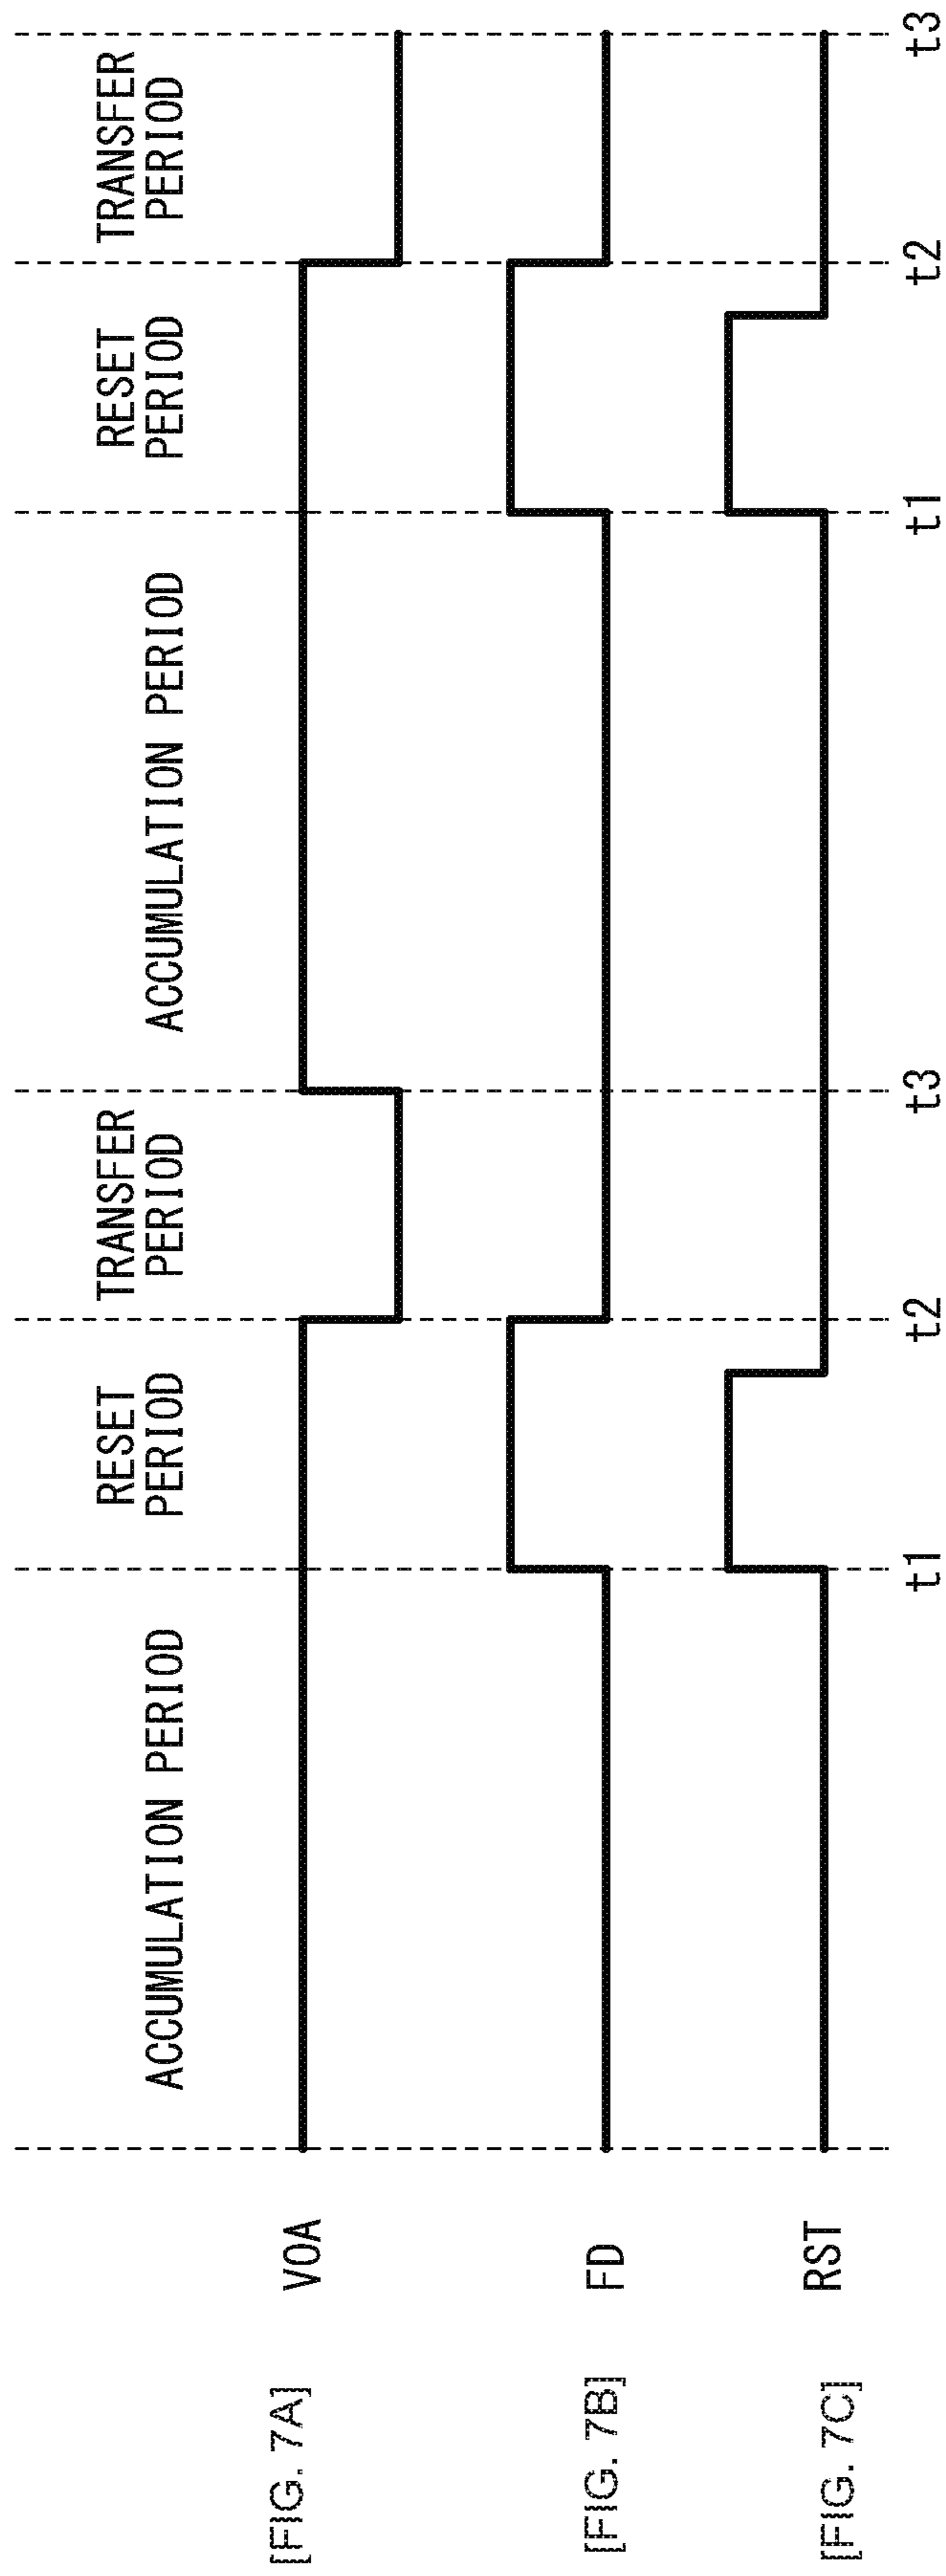 ACCUMULATION PERIOD
RESET
PERIOD
TRANSFER
PERIOD
ACCUMULATION PERIOD
RESET
PERIOD
TRANSFER
PERIOD
[FIG. 7A] VOA
[FIG. 7B] FD
[FIG. 7C] RST
t1 t2 t3 t1 t2 t3